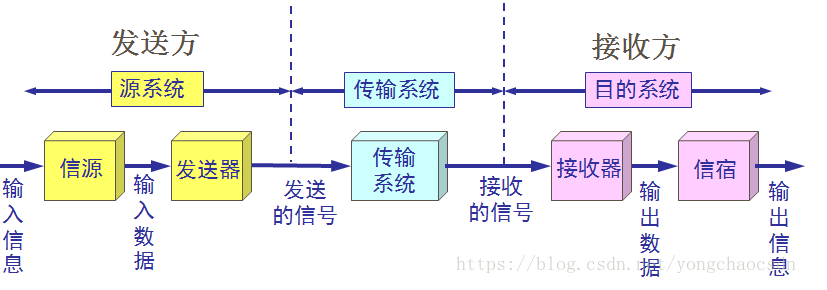 发送方
接收方
源系统
传输系统
目的系统
信源
发送器
传输
系统
接收器
信宿
输入信息
输入数据
发送
的信号
接收
的信号
输出数据
输出信息
https://blog.csdn.net/yongchaocsdn